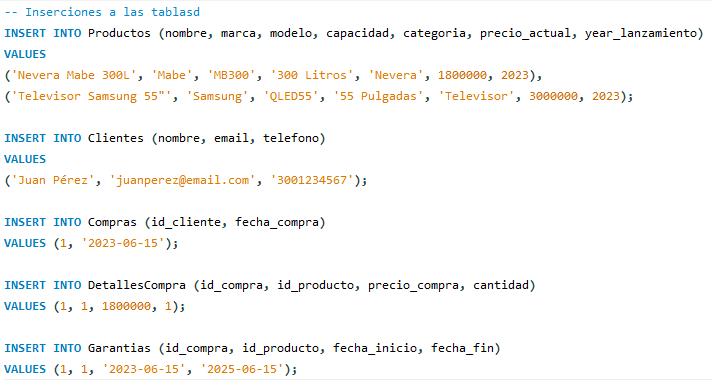 -- Inserciones a las tablasd
INSERT INTO Productos (nombre, marca, modelo, capacidad, categoria, precio_actual, year_lanzamiento)
VALUES
('Nevera Mabe 300L', 'Mabe', 'MB300', '300 Litros', 'Nevera', 1800000, 2023),
('Televisor Samsung 55"', 'Samsung', 'QLED55', '55 Pulgadas', 'Televisor', 3000000, 2023);
INSERT INTO Clientes (nombre, email, telefono)
VALUES
('Juan Pérez', 'juanperez@email.com', '3001234567');
INSERT INTO Compras (id_cliente, fecha_compra)
VALUES (1, '2023-06-15');
INSERT INTO DetallesCompra (id_compra, id_producto, precio_compra, cantidad)
VALUES (1, 1, 1800000, 1);
INSERT INTO Garantias (id_compra, id_producto, fecha_inicio, fecha_fin)
VALUES (1, 1, '2023-06-15', '2025-06-15');